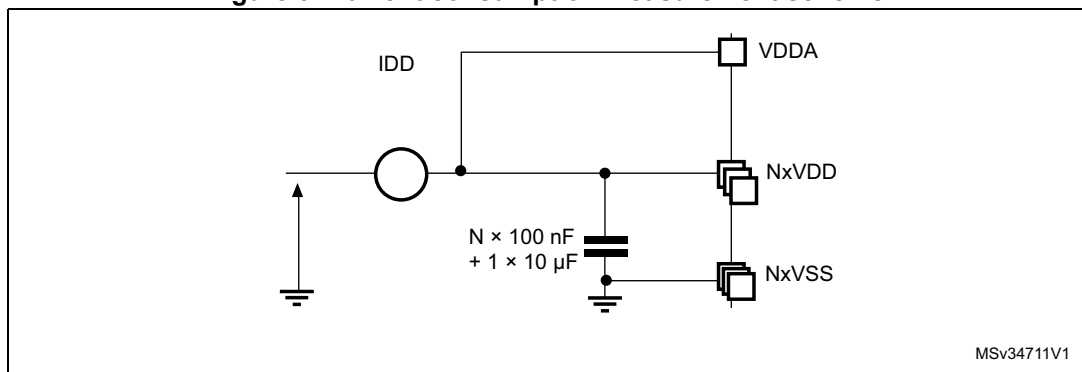 IDD
VDDA
NxVDD
N × 100 nF
+ 1 × 10 µF
NxVSS
MSv34711V1